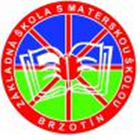 ZÁKLADNÁ ŠKOLA S MATERSKOU ŠKOLOU
BRZOTÍN